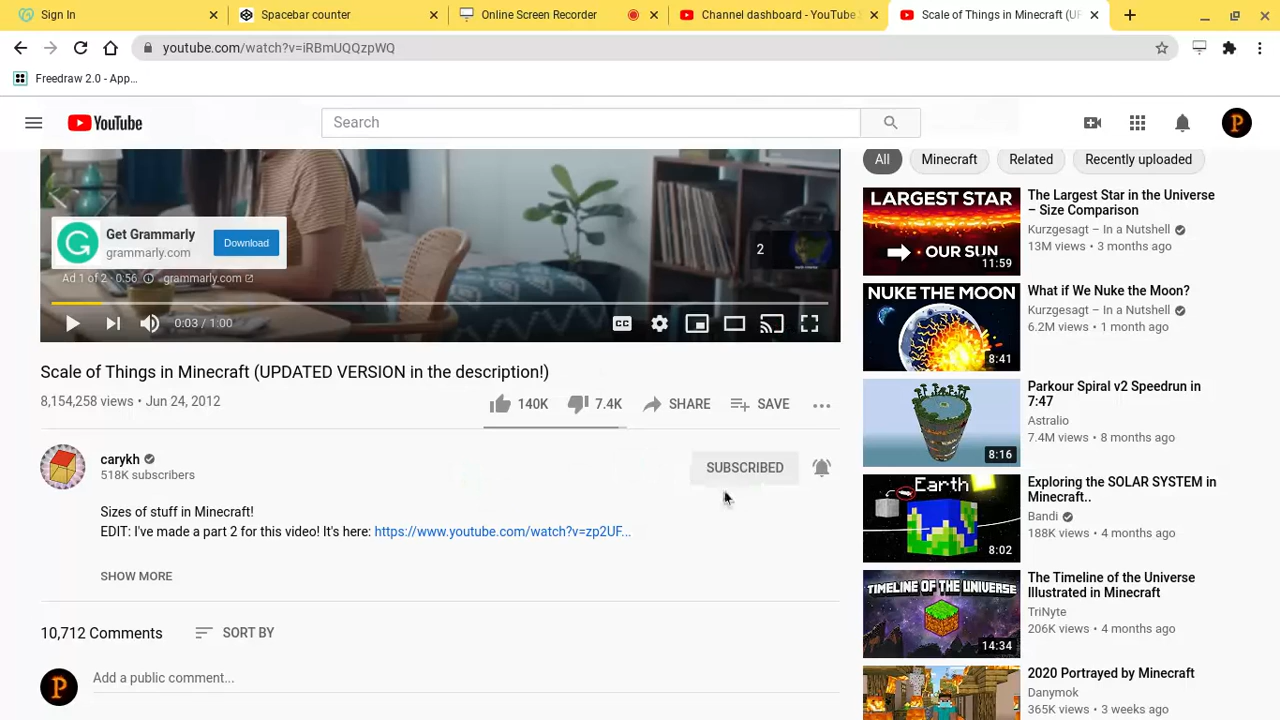 Sign In
Spacebar counter
Online Screen Recorder
Channel dashboard - YouTube
Scale of Things in Minecraft (UP
youtube.com/watch?v=iRBmUQQzpWQ
Freedraw 2.0 - App...
YouTube
Search
P
Get Grammarly
grammarly.com
Download
Ad 1 of 2 · 0:56
grammarly.com
2
0:03 / 1:00
CC
Scale of Things in Minecraft (UPDATED VERSION in the description!)
8,154,258 views • Jun 24, 2012
140K
7.4K
SHARE
SAVE
carykh
518K subscribers
SUBSCRIBED
Sizes of stuff in Minecraft!
EDIT: I've made a part 2 for this video! It's here: https://www.youtube.com/watch?v=zp2UF...
SHOW MORE
10,712 Comments
SORT BY
P
Add a public comment...
All
Minecraft
Related
Recently uploaded
LARGEST STAR
OUR SUN
11:59
The Largest Star in the Universe
– Size Comparison
Kurzgesagt – In a Nutshell
13M views • 3 months ago
NUKE THE MOON
8:41
What if We Nuke the Moon?
Kurzgesagt – In a Nutshell
6.2M views • 1 month ago
8:16
Parkour Spiral v2 Speedrun in
7:47
Astralio
7.4M views • 8 months ago
Earth
8:02
Exploring the SOLAR SYSTEM in
Minecraft..
Bandi
188K views • 4 months ago
TIMELINE OF THE UNIVERSE
14:34
The Timeline of the Universe
Illustrated in Minecraft
TriNyte
206K views • 4 months ago
2020 Portrayed by Minecraft
Danymok
365K views • 3 weeks ago